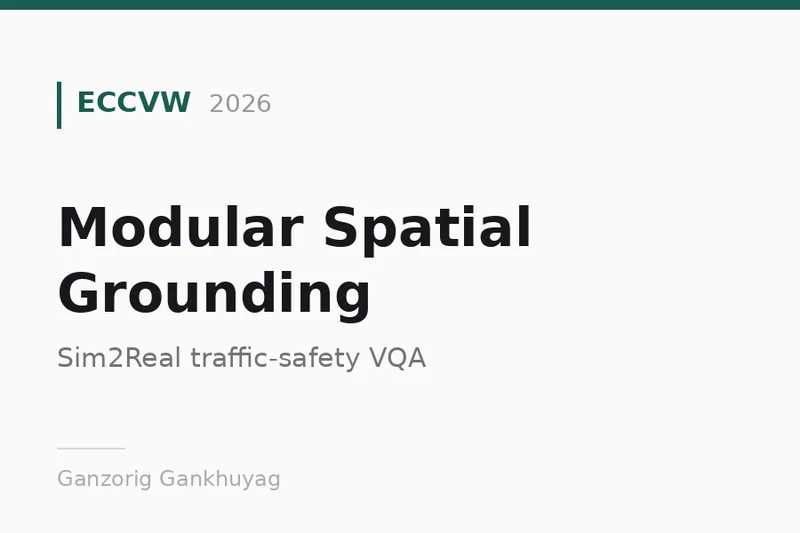 ECCVW 2026
Modular Spatial
Grounding
Sim2Real traffic-safety VQA
Ganzorig Gankhuyag